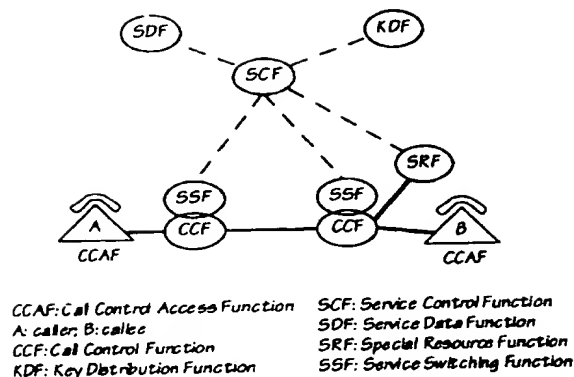 SDF
KDF
SCF
SRF
SSF
SSF
A
CCF
CCF
B
CCAF
CCAF
CCAF: Call Control Access Function
A: caller; B: callee
CCF: Call Control Function
KDF: Key Distribution Function
SCF: Service Control Function
SDF: Service Data Function
SRF: Special Resource Function
SSF: Service Switching Function